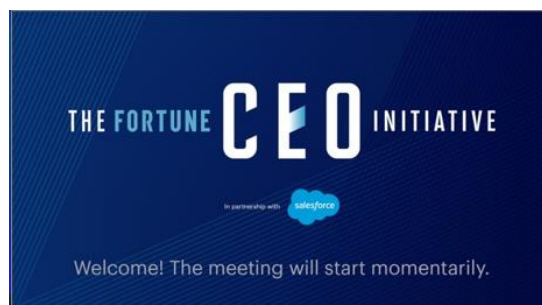 THE FORTUNE CEO INITIATIVE
In partnership with salesforce
Welcome! The meeting will start momentarily.